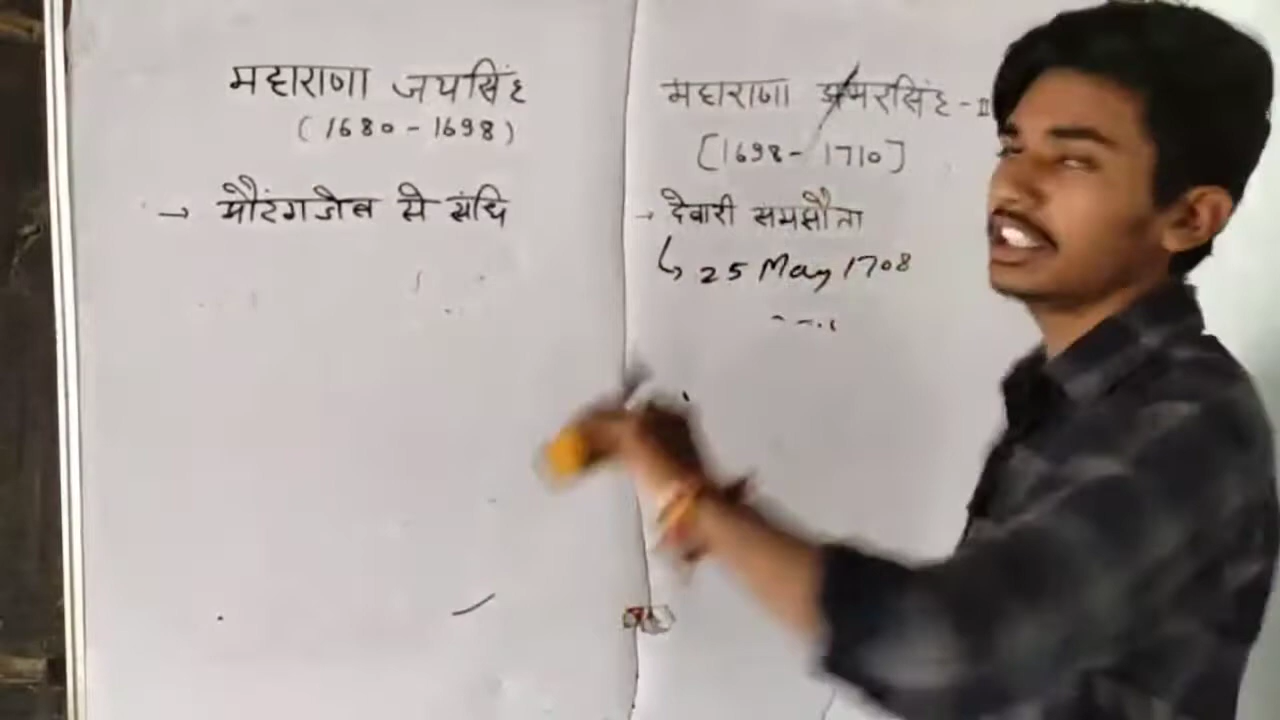 महाराणा जयसिंह
(1680-1698)
→ औरंगजेब से संधि
महाराणा अमरसिंह-II
[1698-1710]
→ देबारी समझौता
↳ 25 May 1708